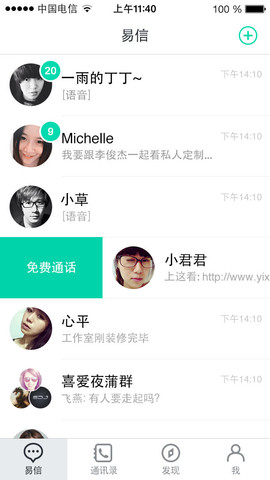 中国电信 上午11:40 100 %
易信
20
一雨的丁丁~ 下午14:10
[语音]
9
Michelle 下午14:10
我要跟李俊杰一起看私人定制...
小草 下午14:10
[语音]
免费通话
小君君
上这看: http://www.yix
心平 下午14:10
工作室刚装修完毕
喜爱夜蒲群 下午14:10
飞燕: 有人要走起吗?
易信 通讯录 发现 我